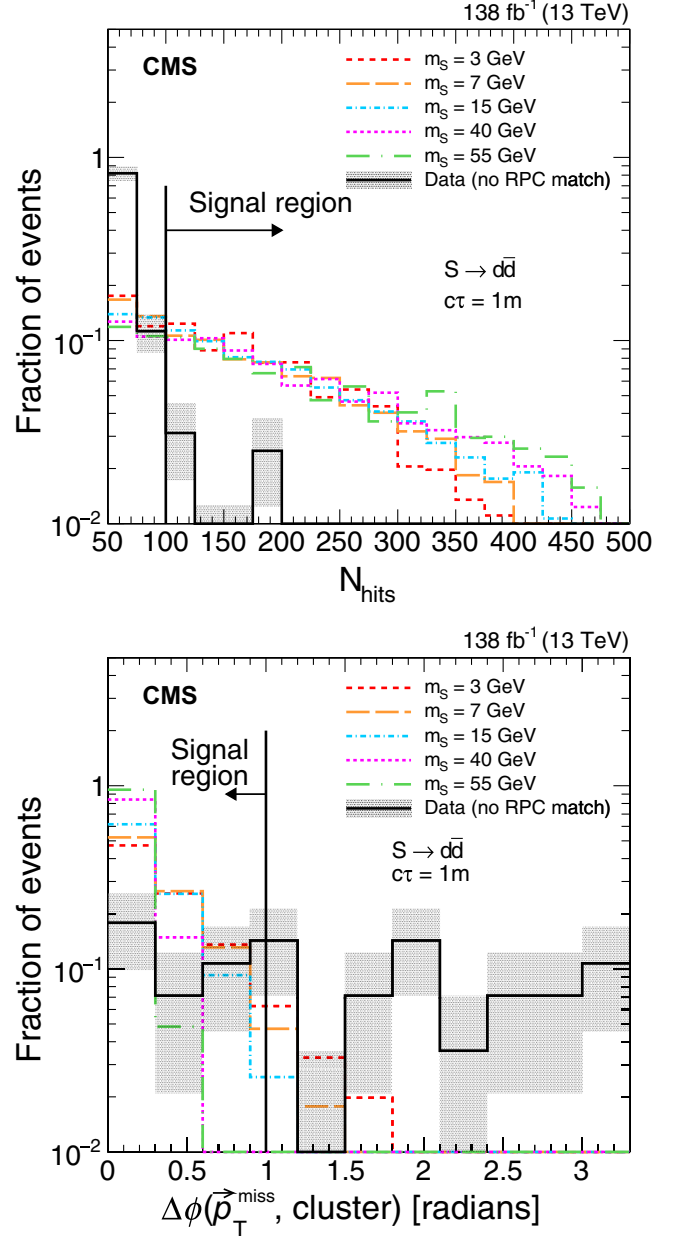 138 fb⁻¹ (13 TeV)
CMS
m_S = 3 GeV
m_S = 7 GeV
m_S = 15 GeV
m_S = 40 GeV
m_S = 55 GeV
Data (no RPC match)
Signal region
S → dd̅
cτ = 1m
Fraction of events
1
10⁻¹
10⁻²
50 100 150 200 250 300 350 400 450 500
N_hits
138 fb⁻¹ (13 TeV)
CMS
m_S = 3 GeV
m_S = 7 GeV
m_S = 15 GeV
m_S = 40 GeV
m_S = 55 GeV
Data (no RPC match)
Signal
region
S → dd̅
cτ = 1m
Fraction of events
1
10⁻¹
10⁻²
0 0.5 1 1.5 2 2.5 3
Δϕ(p⃗_T^miss, cluster) [radians]